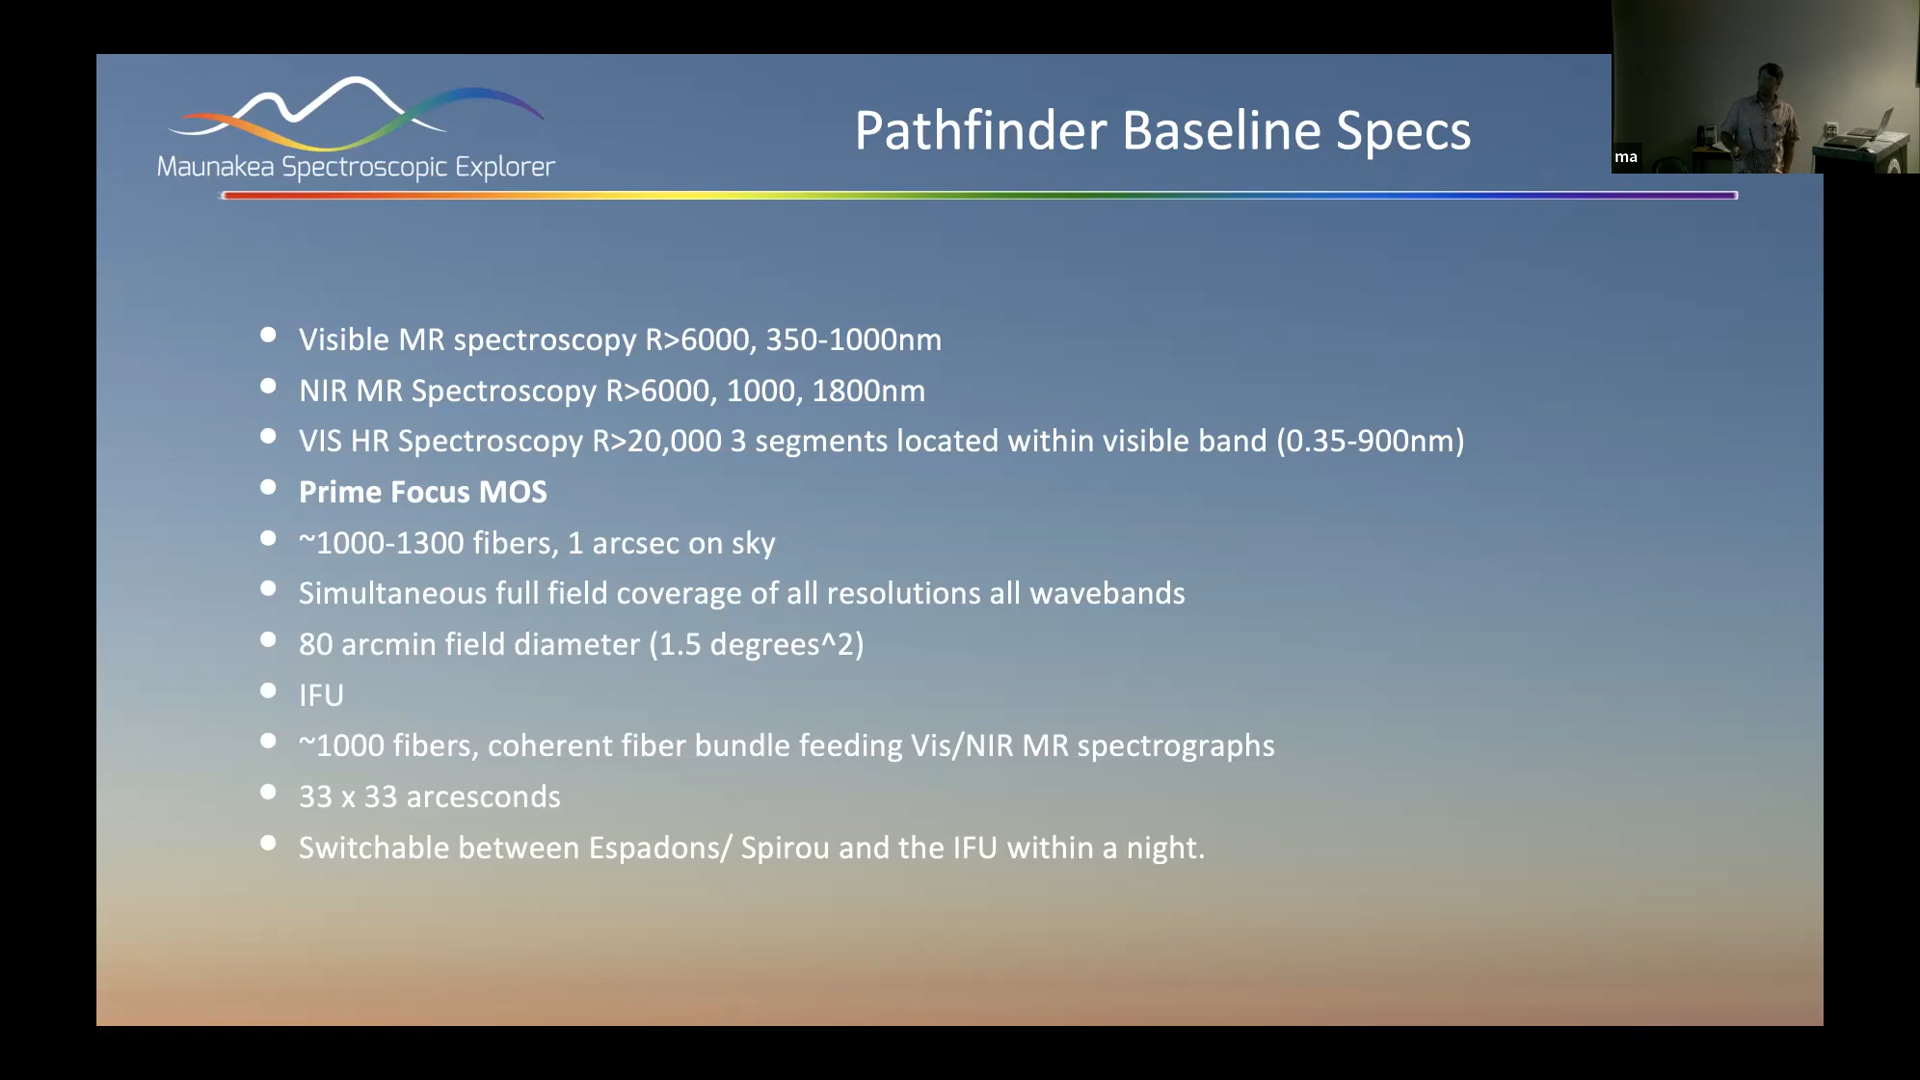 Maunakea Spectroscopic Explorer
Pathfinder Baseline Specs
ma
Visible MR spectroscopy R>6000, 350-1000nm
NIR MR Spectroscopy R>6000, 1000, 1800nm
VIS HR Spectroscopy R>20,000 3 segments located within visible band (0.35-900nm)
Prime Focus MOS
~1000-1300 fibers, 1 arcsec on sky
Simultaneous full field coverage of all resolutions all wavebands
80 arcmin field diameter (1.5 degrees^2)
IFU
~1000 fibers, coherent fiber bundle feeding Vis/NIR MR spectrographs
33 x 33 arcesconds
Switchable between Espadons/ Spirou and the IFU within a night.